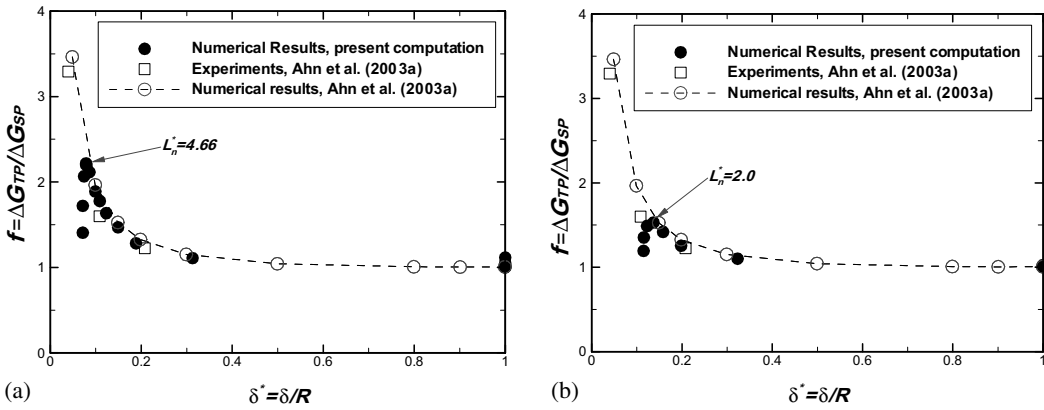 Numerical Results, present computation
Experiments, Ahn et al. (2003a)
Numerical results, Ahn et al. (2003a)
L*n=4.66
f=ΔGTP/ΔGSP
4
3
2
1
0
0
0.2
0.4
0.6
0.8
1
δ*=δ/R
(a)
Numerical Results, present computation
Experiments, Ahn et al. (2003a)
Numerical results, Ahn et al. (2003a)
L*n=2.0
f=ΔGTP/ΔGSP
4
3
2
1
0
0
0.2
0.4
0.6
0.8
1
δ*=δ/R
(b)